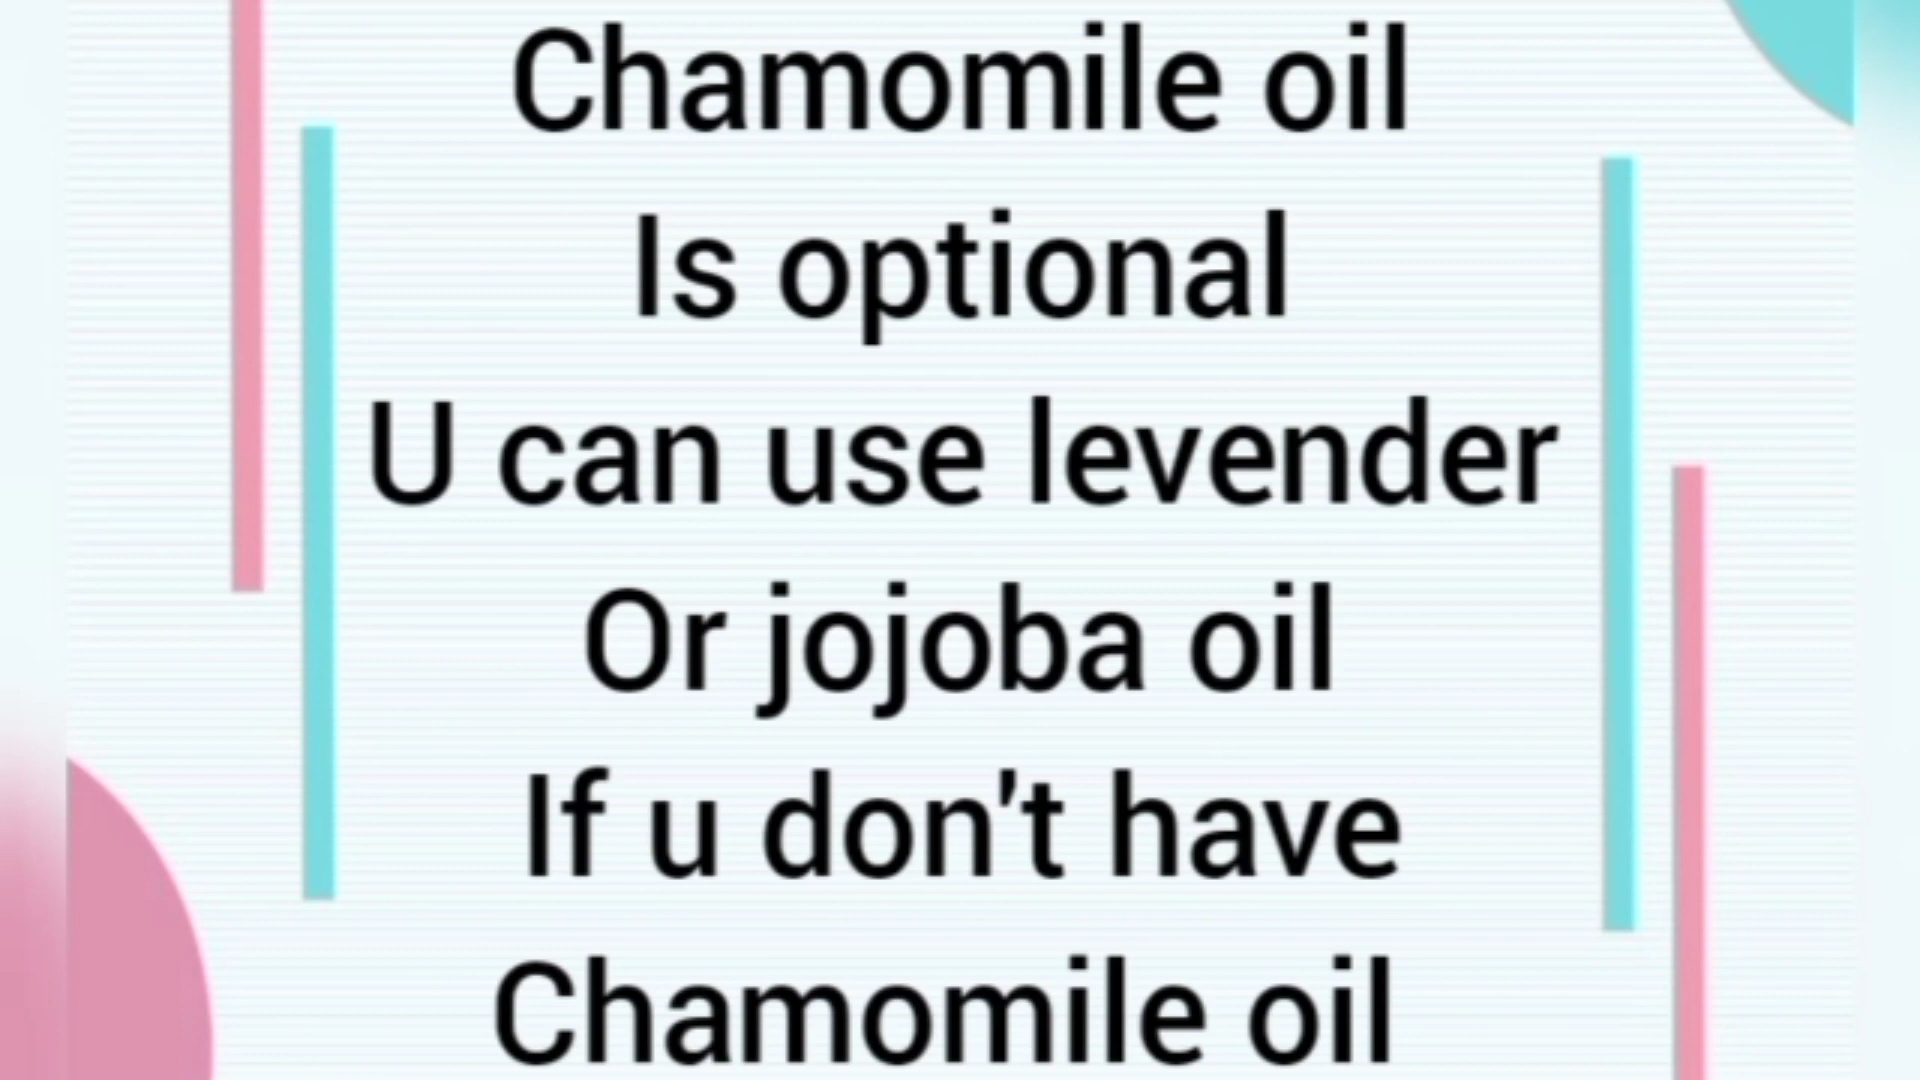 Chamomile oil
Is optional
U can use levender
Or jojoba oil
If u don't have
Chamomile oil